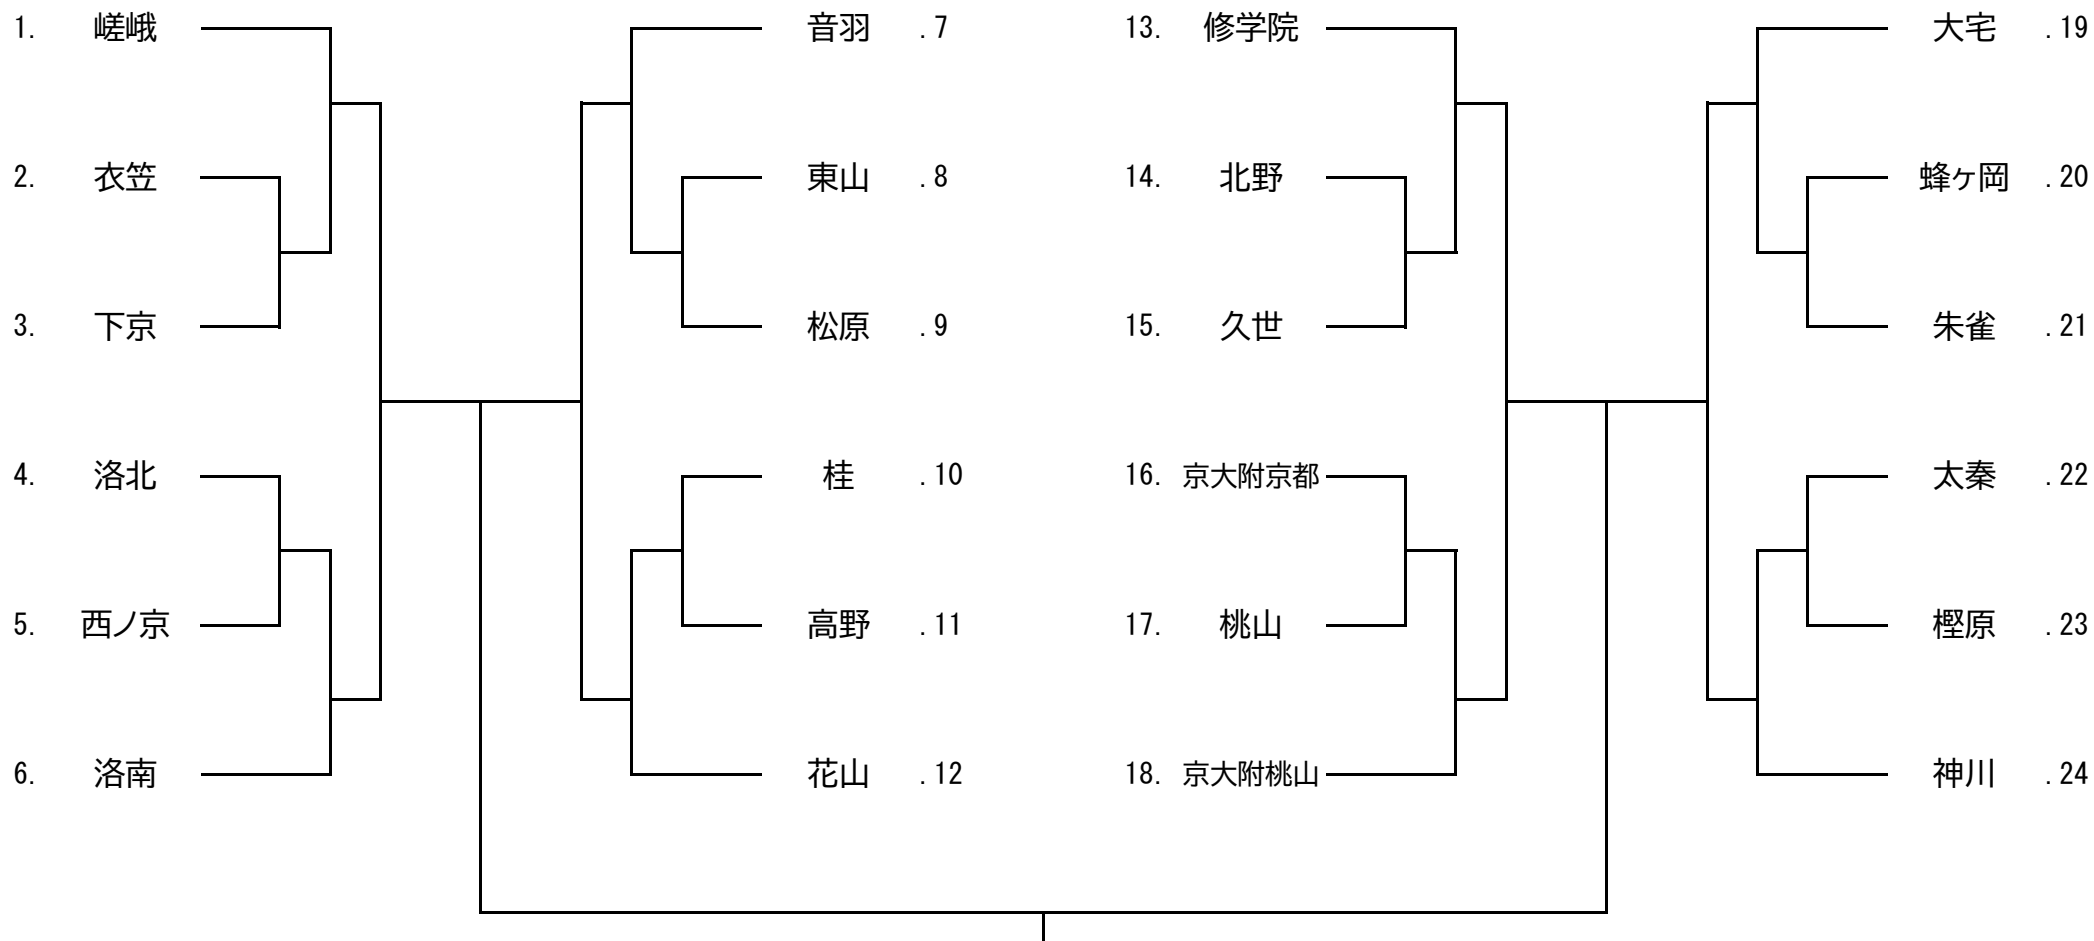 1. 嵯峨
2. 衣笠
3. 下京
4. 洛北
5. 西ノ京
6. 洛南
音羽 .7
東山 .8
松原 .9
桂 .10
高野 .11
花山 .12
13. 修学院
14. 北野
15. 久世
16. 京大附京都
17. 桃山
18. 京大附桃山
大宅 .19
蜂ヶ岡 .20
朱雀 .21
太秦 .22
樫原 .23
神川 .24